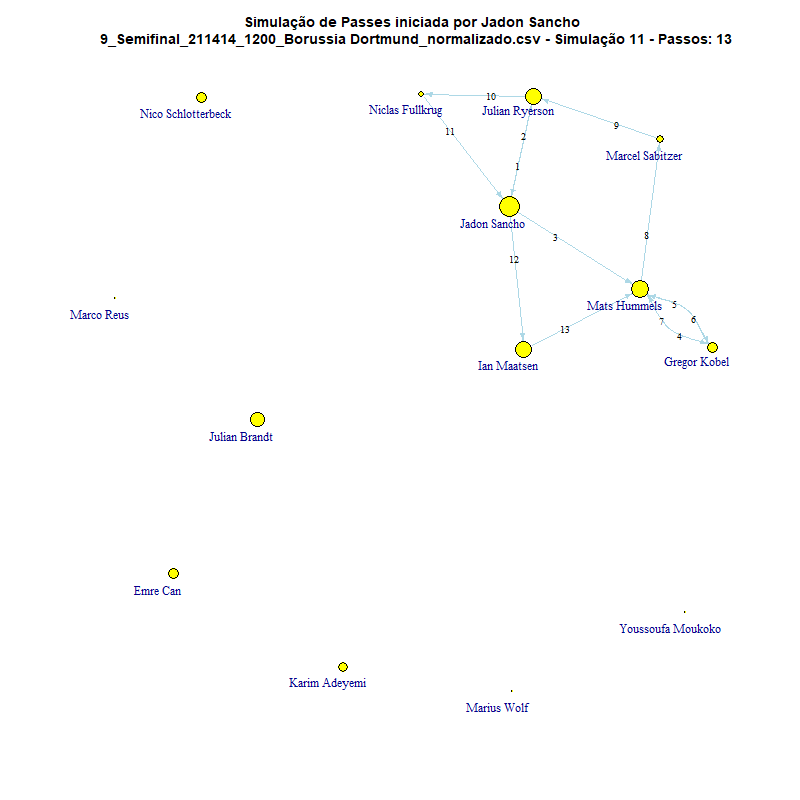 Simulação de Passes iniciada por Jadon Sancho
9_Semifinal_211414_1200_Borussia Dortmund_normalizado.csv - Simulação 11 - Passos: 13
10
Niclas Fullkrug
Julian Ryerson
Nico Schlotterbeck
9
11
2
Marcel Sabitzer
1
Jadon Sancho
3
8
12
Mats Hummels
5
Marco Reus
6
7
13
4
Ian Maatsen
Gregor Kobel
Julian Brandt
Emre Can
Youssoufa Moukoko
Karim Adeyemi
Marius Wolf